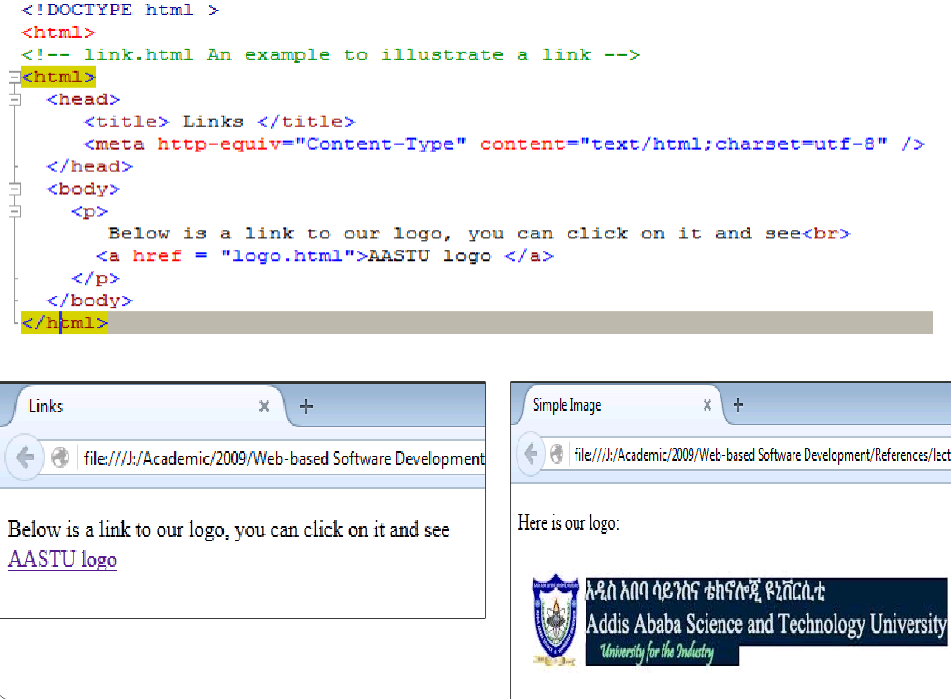 <!DOCTYPE html >
<html>
<!-- link.html An example to illustrate a link -->
<html>
<head>
<title> Links </title>
<meta http-equiv="Content-Type" content="text/html;charset=utf-8" />
</head>
<body>
<p>
Below is a link to our logo, you can click on it and see<br>
<a href = "logo.html">AASTU logo </a>
</p>
</body>
</html>
Links x +
file:///J:/Academic/2009/Web-based Software Development
Below is a link to our logo, you can click on it and see
AASTU logo
Simple Image x +
file:///J:/Academic/2009/Web-based Software Development/References/lect
Here is our logo:
አዲስ አበባ ሳይንስና ቴክኖሎጂ ዩኒቨርሲቲ
Addis Ababa Science and Technology University
University for the Industry